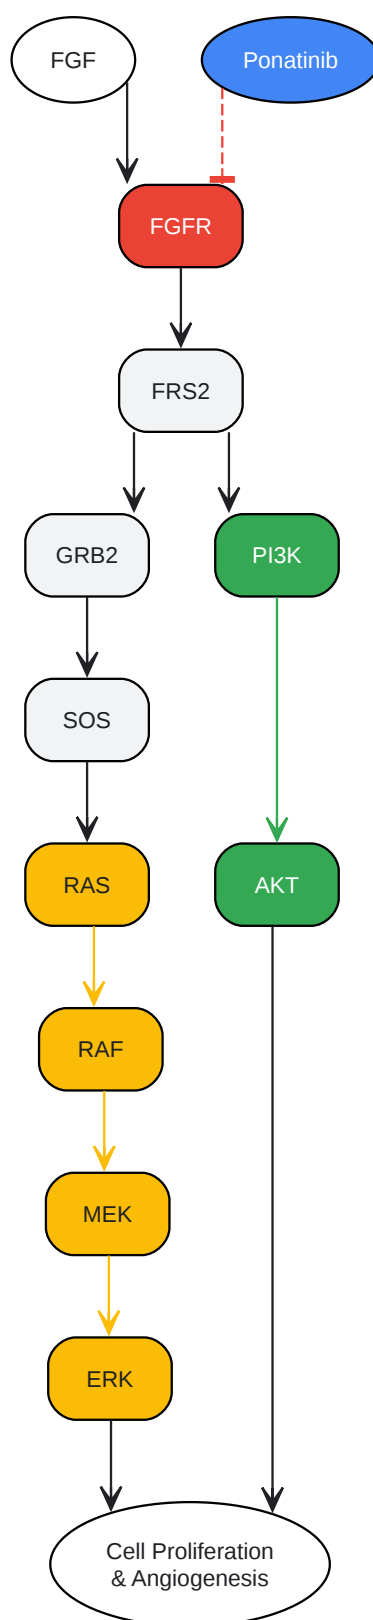 FGF
Ponatinib
FGFR
FRS2
GRB2
PI3K
SOS
RAS
AKT
RAF
MEK
ERK
Cell Proliferation
& Angiogenesis